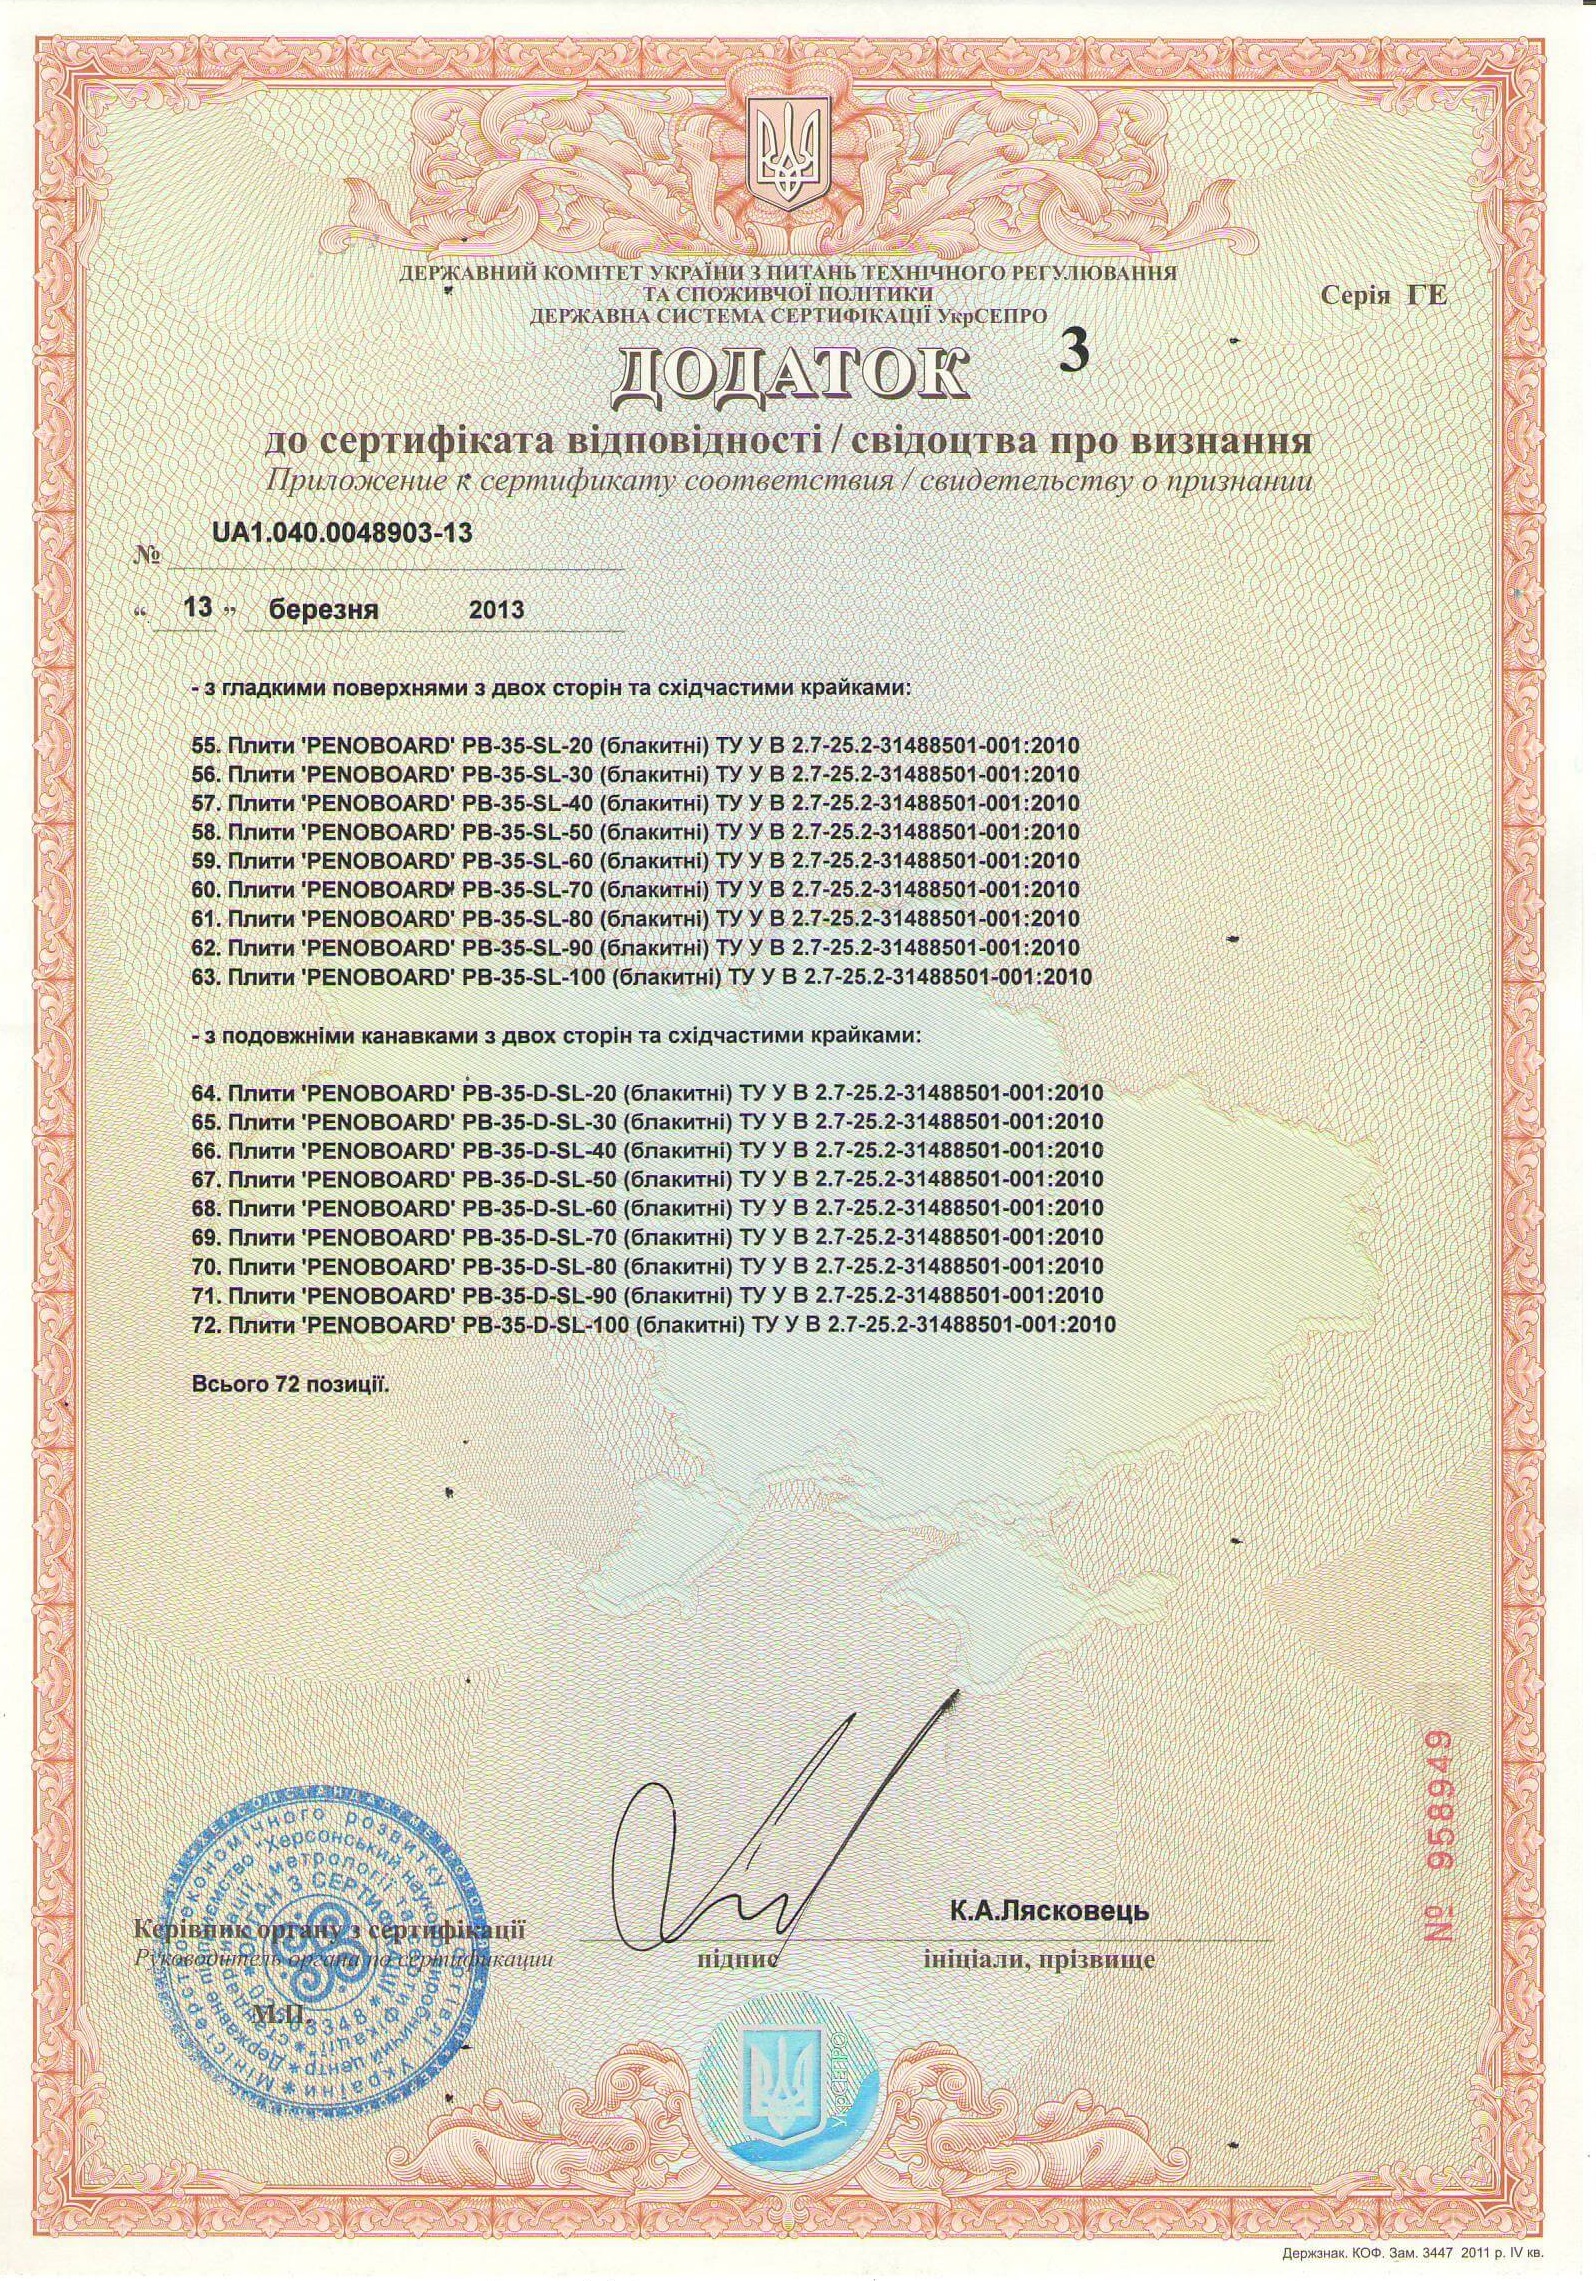 ДЕРЖАВНИЙ КОМІТЕТ УКРАЇНИ З ПИТАНЬ ТЕХНІЧНОГО РЕГУЛЮВАННЯ
ТА СПОЖИВЧОЇ ПОЛІТИКИ
ДЕРЖАВНА СИСТЕМА СЕРТИФІКАЦІЇ УкрСЕПРО
Серія ГЕ
ДОДАТОК 3
до сертифіката відповідності / свідоцтва про визнання
Приложение к сертификату соответствия / свидетельству о признании
№ UA1.040.0048903-13
“ 13 ” березня 2013
- з гладкими поверхнями з двох сторін та східчастими крайками:
55. Плити 'PENOBOARD' PB-35-SL-20 (блакитні) ТУ У В 2.7-25.2-31488501-001:2010
56. Плити 'PENOBOARD' PB-35-SL-30 (блакитні) ТУ У В 2.7-25.2-31488501-001:2010
57. Плити 'PENOBOARD' PB-35-SL-40 (блакитні) ТУ У В 2.7-25.2-31488501-001:2010
58. Плити 'PENOBOARD' PB-35-SL-50 (блакитні) ТУ У В 2.7-25.2-31488501-001:2010
59. Плити 'PENOBOARD' PB-35-SL-60 (блакитні) ТУ У В 2.7-25.2-31488501-001:2010
60. Плити 'PENOBOARD' PB-35-SL-70 (блакитні) ТУ У В 2.7-25.2-31488501-001:2010
61. Плити 'PENOBOARD' PB-35-SL-80 (блакитні) ТУ У В 2.7-25.2-31488501-001:2010
62. Плити 'PENOBOARD' PB-35-SL-90 (блакитні) ТУ У В 2.7-25.2-31488501-001:2010
63. Плити 'PENOBOARD' PB-35-SL-100 (блакитні) ТУ У В 2.7-25.2-31488501-001:2010
- з подовжніми канавками з двох сторін та східчастими крайками:
64. Плити 'PENOBOARD' PB-35-D-SL-20 (блакитні) ТУ У В 2.7-25.2-31488501-001:2010
65. Плити 'PENOBOARD' PB-35-D-SL-30 (блакитні) ТУ У В 2.7-25.2-31488501-001:2010
66. Плити 'PENOBOARD' PB-35-D-SL-40 (блакитні) ТУ У В 2.7-25.2-31488501-001:2010
67. Плити 'PENOBOARD' PB-35-D-SL-50 (блакитні) ТУ У В 2.7-25.2-31488501-001:2010
68. Плити 'PENOBOARD' PB-35-D-SL-60 (блакитні) ТУ У В 2.7-25.2-31488501-001:2010
69. Плити 'PENOBOARD' PB-35-D-SL-70 (блакитні) ТУ У В 2.7-25.2-31488501-001:2010
70. Плити 'PENOBOARD' PB-35-D-SL-80 (блакитні) ТУ У В 2.7-25.2-31488501-001:2010
71. Плити 'PENOBOARD' PB-35-D-SL-90 (блакитні) ТУ У В 2.7-25.2-31488501-001:2010
72. Плити 'PENOBOARD' PB-35-D-SL-100 (блакитні) ТУ У В 2.7-25.2-31488501-001:2010
Всього 72 позиції.
№ 958949
К.А.Лясковець
Керівник органу з сертифікації
Руководитель органа по сертификации
підпис
ініціали, прізвище
М.П.
УкрСЕПРО
Держзнак. КОФ. Зам. 3447 2011 р. IV кв.